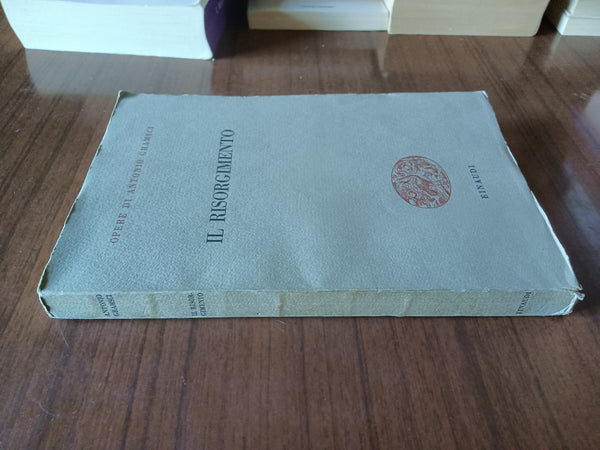 OPERE DI ANTONIO GRAMSCI
IL RISORGIMENTO
EINAUDI
ANTONIO
GRAMSCI
IL RISOR-
GIMENTO
EINAUDI